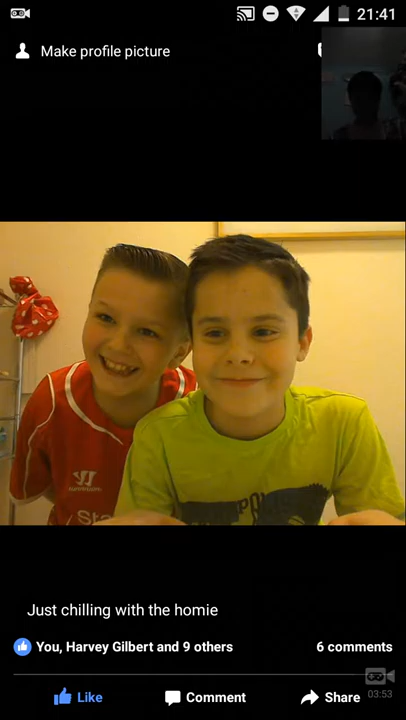 21:41
Make profile picture
Just chilling with the homie
You, Harvey Gilbert and 9 others 6 comments
Like Comment Share
03:53